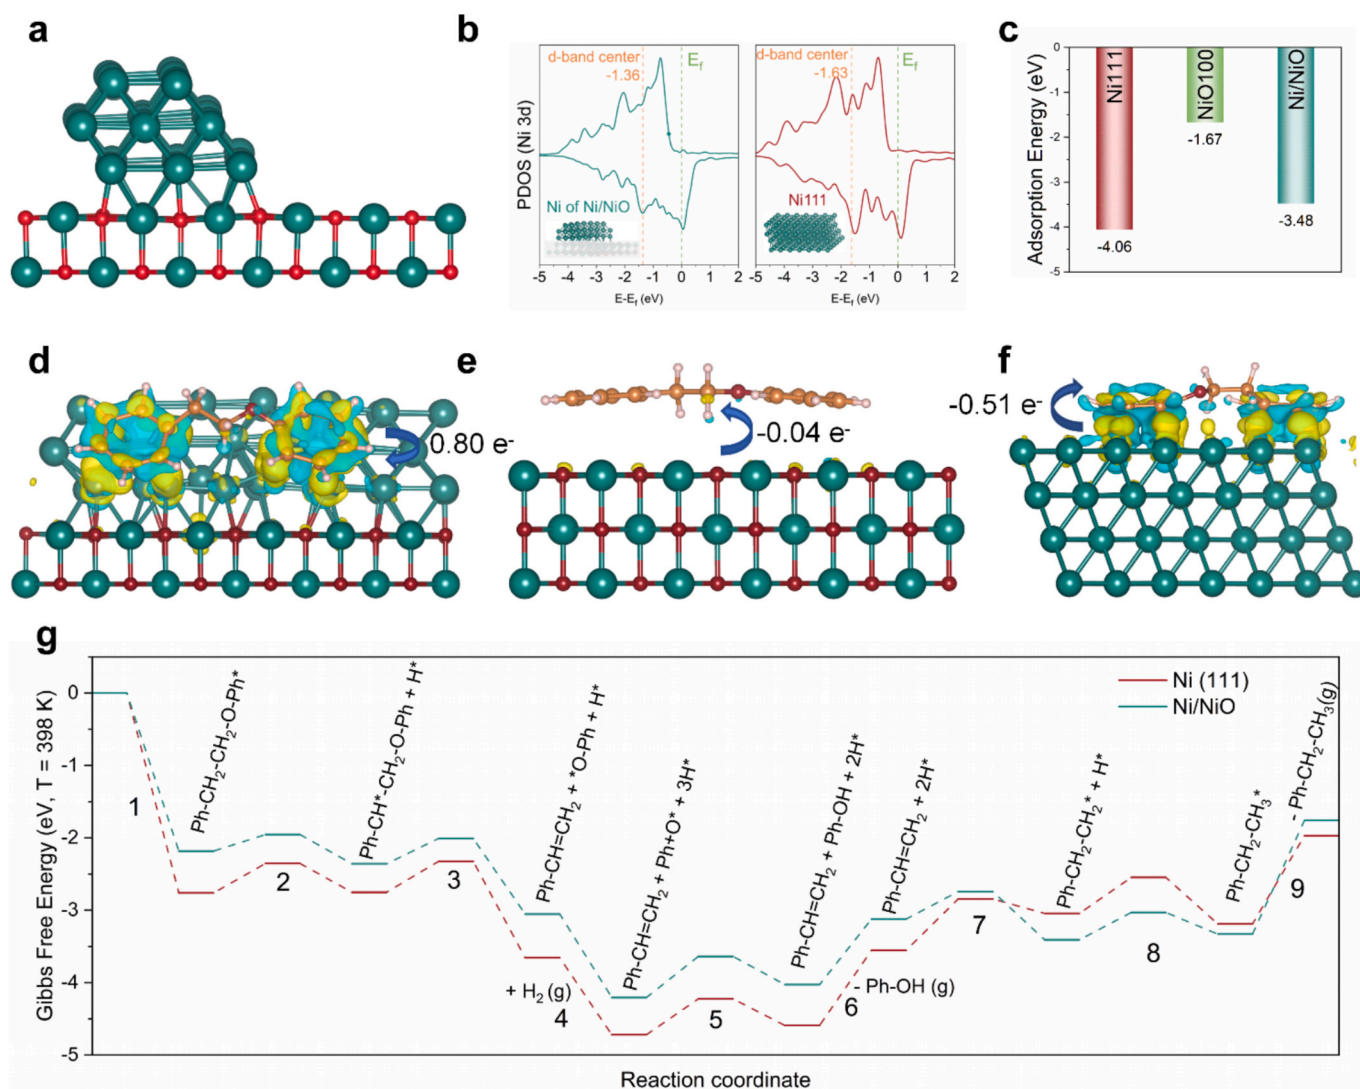 a
b
d-band center
-1.36
E_f
Ni of Ni/NiO
d-band center
-1.63
E_f
Ni111
PDOS (Ni 3d)
-5 -4 -3 -2 -1 0 1 2
E-E_f (eV)
-5 -4 -3 -2 -1 0 1 2
E-E_f (eV)
c
Adsorption Energy (eV)
0
-1
-2
-3
-4
-5
Ni111
NiO100
Ni/NiO
-4.06
-1.67
-3.48
d
0.80 e⁻
e
-0.04 e⁻
f
-0.51 e⁻
g
Gibbs Free Energy (eV, T = 398 K)
0
-1
-2
-3
-4
-5
Ni (111)
Ni/NiO
1
Ph-CH₂-CH₂-O-Ph*
2
Ph-CH*-CH₂-O-Ph + H*
3
Ph-CH=CH₂ + *O-Ph + H*
+ H₂ (g)
4
Ph-CH=CH₂ + Ph+O* + 3H*
5
Ph-CH=CH₂ + Ph-OH + 2H*
6
- Ph-OH (g)
Ph-CH=CH₂ + 2H*
7
Ph-CH₂-CH₂* + H*
8
Ph-CH₂-CH₃*
9
- Ph-CH₂-CH₃(g)
Reaction coordinate